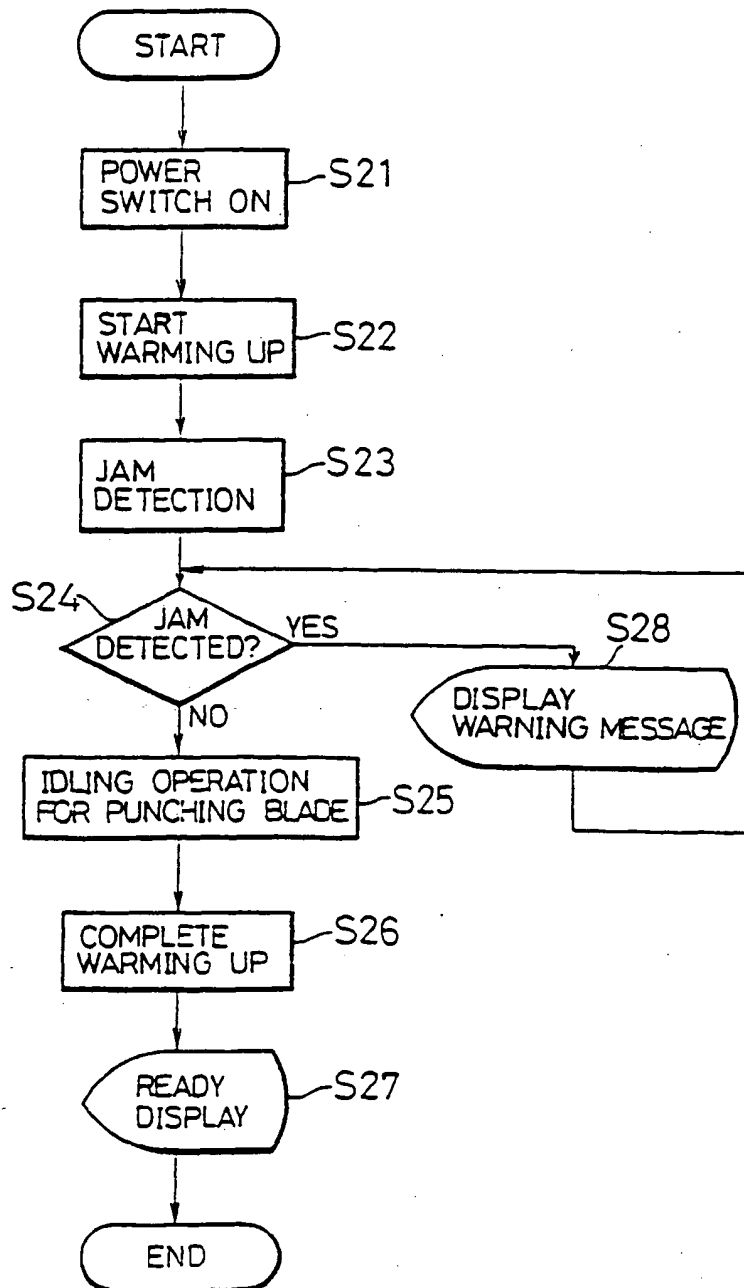 START
POWER
SWITCH ON
S21
START
WARMING UP
S22
JAM
DETECTION
S23
S24
JAM
DETECTED?
YES
NO
S28
DISPLAY
WARNING MESSAGE
IDLING OPERATION
FOR PUNCHING BLADE
S25
COMPLETE
WARMING UP
S26
READY
DISPLAY
S27
END